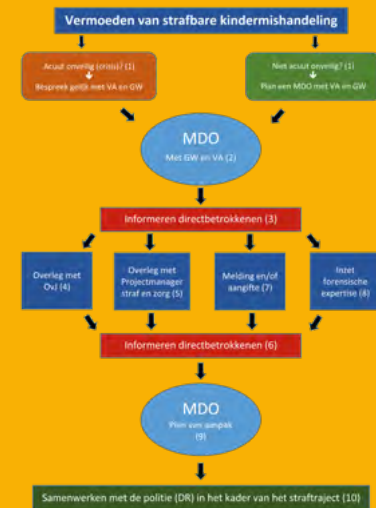 Vermoeden van strafbare kindermishandeling
Acuut onveilig (crisis)? (1)
Bespreek gelijk met VA en GW
Niet acuut onveilig? (1)
Plan een MDO met VA en GW
MDO
Met GW en VA (2)
Informeren directbetrokkenen (3)
Overleg met
OvJ (4)
Overleg met
Projectmanager
straf en zorg (5)
Melding en/of
aangifte (7)
Inzet
forensische
expertise (8)
Informeren directbetrokkenen (6)
MDO
Plan van aanpak
(9)
Samenwerken met de politie (DR) in het kader van het straftraject (10)